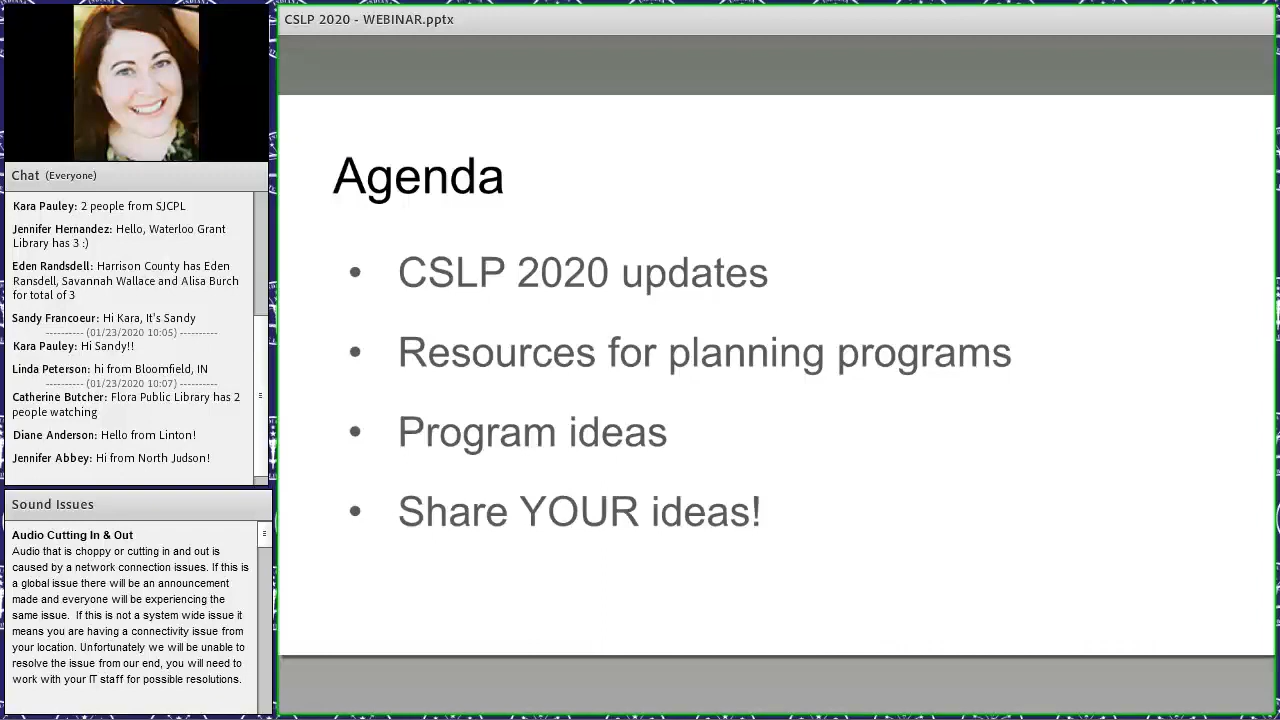 CSLP 2020 - WEBINAR.pptx
Chat (Everyone)
Kara Pauley: 2 people from SJCPL
Jennifer Hernandez: Hello, Waterloo Grant
Library has 3 :)
Eden Randsdell: Harrison County has Eden
Ransdell, Savannah Wallace and Alisa Burch
for total of 3
Sandy Francoeur: Hi Kara, It's Sandy
---------- (01/23/2020 10:05) ----------
Kara Pauley: Hi Sandy!!
Linda Peterson: hi from Bloomfield, IN
---------- (01/23/2020 10:07) ----------
Catherine Butcher: Flora Public Library has 2
people watching
Diane Anderson: Hello from Linton!
Jennifer Abbey: Hi from North Judson!
Sound Issues
Audio Cutting In & Out
Audio that is choppy or cutting in and out is
caused by a network connection issues. If this is
a global issue there will be an announcement
made and everyone will be experiencing the
same issue.  If this is not a system wide issue it
means you are having a connectivity issue from
your location. Unfortunately we will be unable to
resolve the issue from our end, you will need to
work with your IT staff for possible resolutions.
Agenda
• CSLP 2020 updates
• Resources for planning programs
• Program ideas
• Share YOUR ideas!